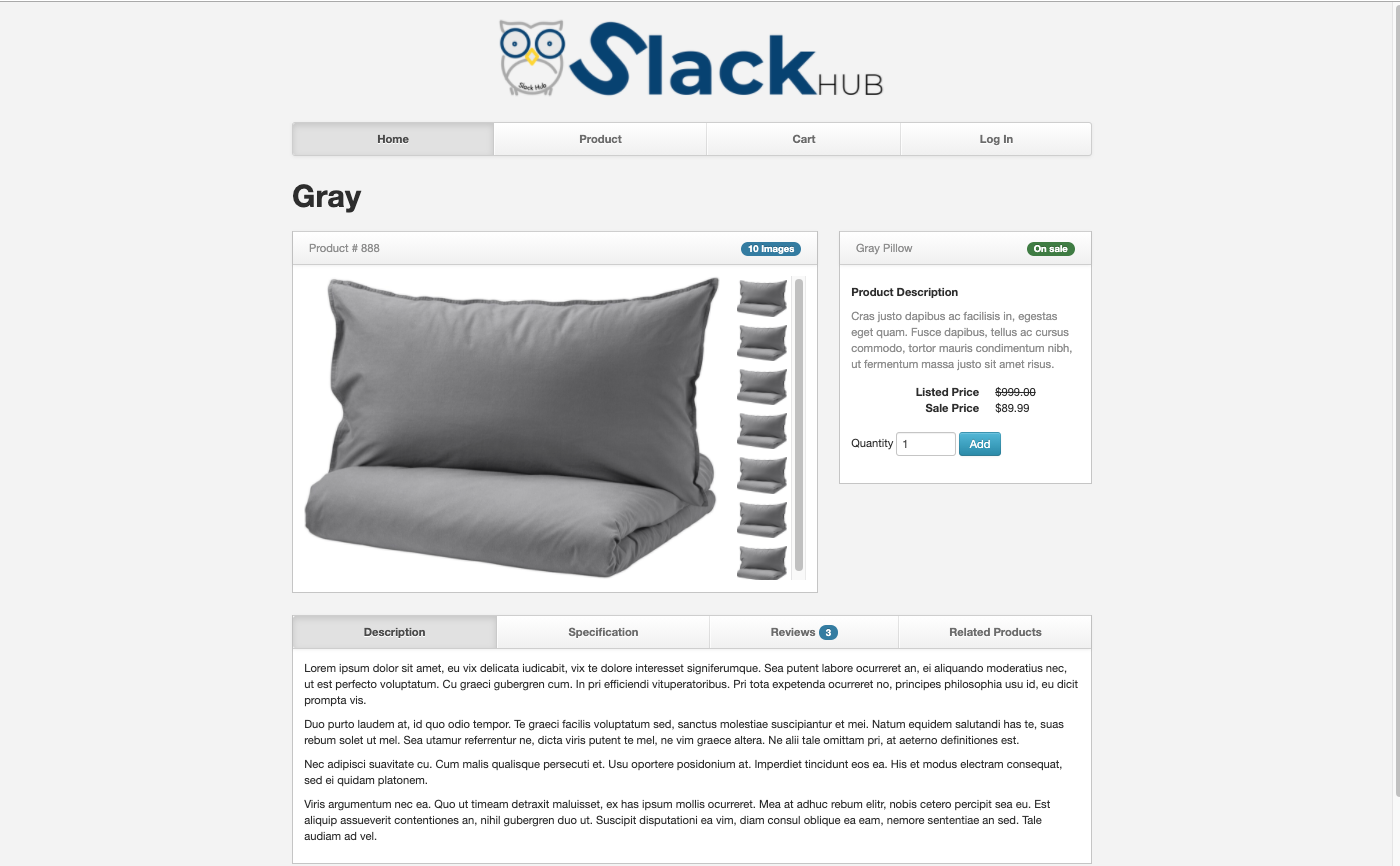 Slack Hub
Slack HUB
Home
Product
Cart
Log In
Gray
Product # 888
10 Images
Gray Pillow
On sale
Product Description
Cras justo dapibus ac facilisis in, egestas
eget quam. Fusce dapibus, tellus ac cursus
commodo, tortor mauris condimentum nibh,
ut fermentum massa justo sit amet risus.
Listed Price $999.00
Sale Price $89.99
Quantity 1 Add
Description
Specification
Reviews 3
Related Products
Lorem ipsum dolor sit amet, eu vix delicata iudicabit, vix te dolore interesset signiferumque. Sea putent labore ocurreret an, ei aliquando moderatius nec,
ut est perfecto voluptatum. Cu graeci gubergren cum. In pri efficiendi vituperatoribus. Pri tota expetenda ocurreret no, principes philosophia usu id, eu dicit
prompta vis.
Duo purto laudem at, id quo odio tempor. Te graeci facilis voluptatum sed, sanctus molestiae suscipiantur et mei. Natum equidem salutandi has te, suas
rebum solet ut mel. Sea utamur referrentur ne, dicta viris putent te mel, ne vim graece altera. Ne alii tale omittam pri, at aeterno definitiones est.
Nec adipisci suavitate cu. Cum malis qualisque persecuti et. Usu oportere posidonium at. Imperdiet tincidunt eos ea. His et modus electram consequat,
sed ei quidam platonem.
Viris argumentum nec ea. Quo ut timeam detraxit maluisset, ex has ipsum mollis ocurreret. Mea at adhuc rebum elitr, nobis cetero percipit sea eu. Est
aliquip assueverit contentiones an, nihil gubergren duo ut. Suscipit disputationi ea vim, diam consul oblique ea eam, nemore sententiae an sed. Tale
audiam ad vel.